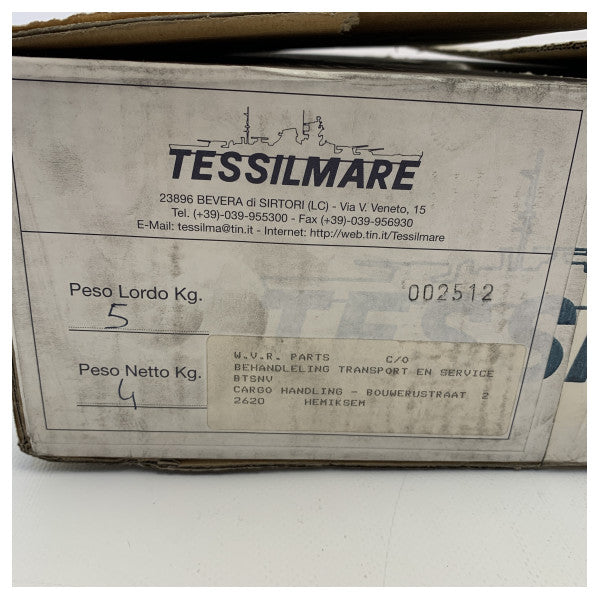 TESSILMARE
23896 BEVERA di SIRTORI (LC) - Via V. Veneto, 15
Tel. (+39)-039-955300 - Fax (+39)-039-956930
E-Mail: tessilma@tin.it - Internet: http://web.tin.it/Tessilmare
Peso Lordo Kg.
5
002512
TESS
SA
Peso Netto Kg.
4
W.V.R. PARTS C/O
BEHANDLELING TRANSPORT EN SERVICE
BTSNV
CARGO HANDLING - BOUWERUSTRAAT 2
2620 HEMIKSEM